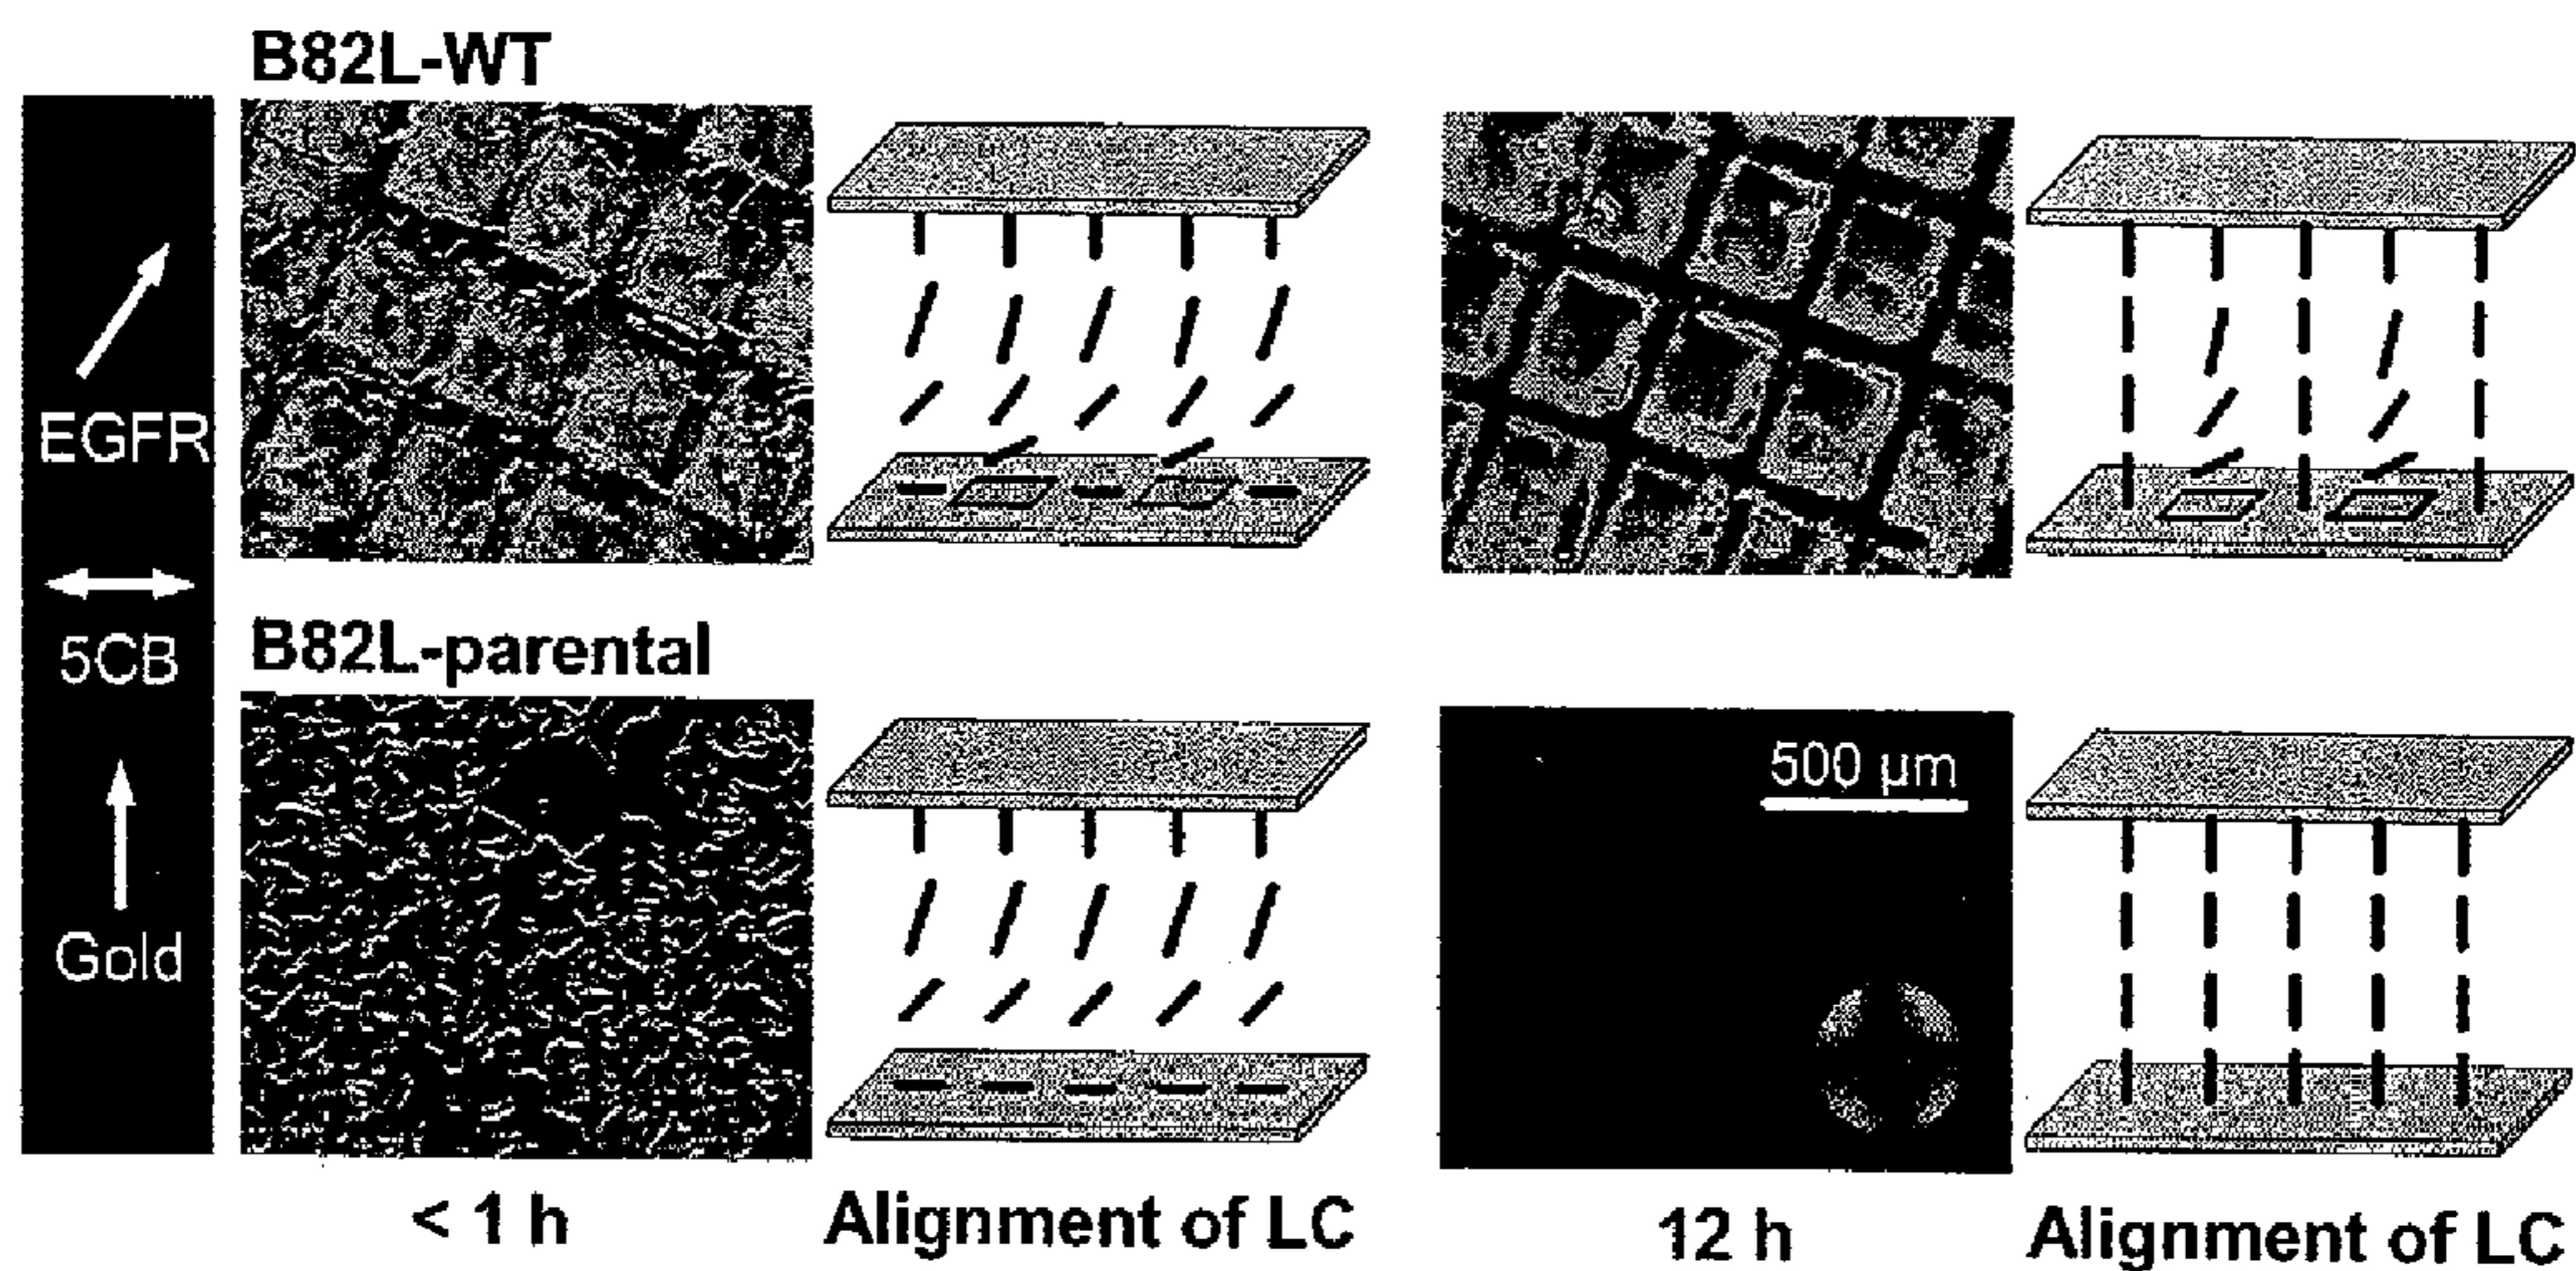 B82L-WT
EGFR
5CB
Gold
B82L-parental
500 µm
< 1 h
Alignment of LC
12 h
Alignment of LC